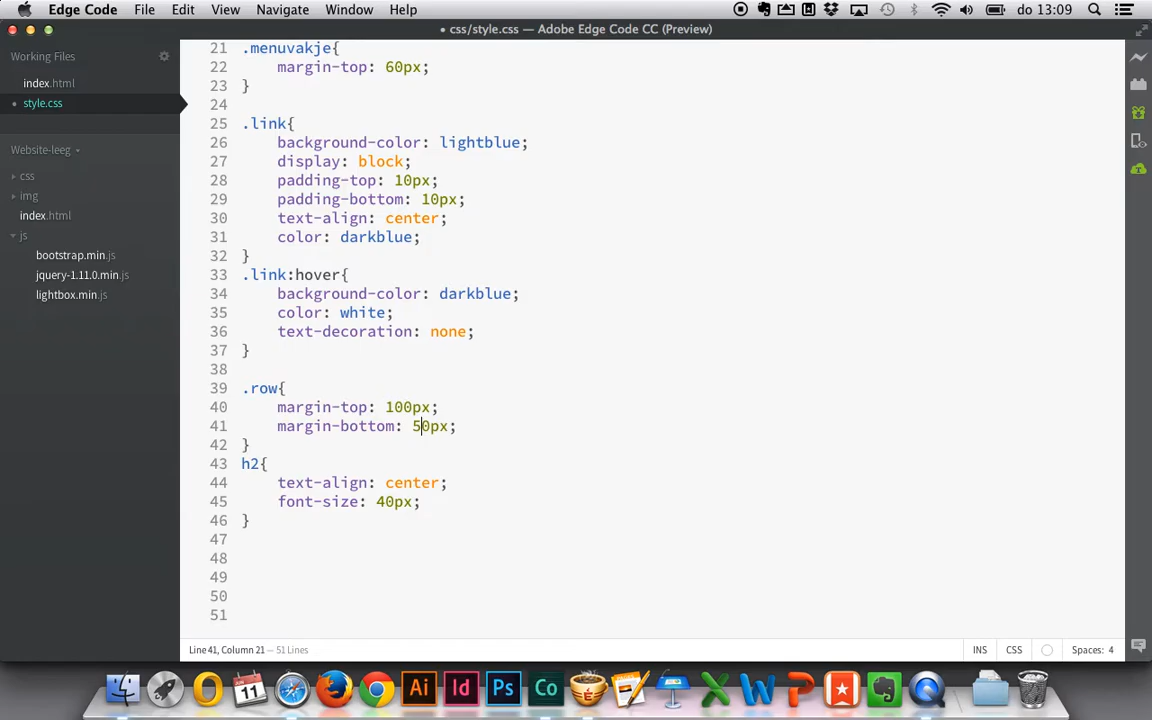 Edge Code File Edit View Navigate Window Help do 13:09
css/style.css — Adobe Edge Code CC (Preview)
Working Files
index.html
style.css
Website-leeg
css
img
index.html
js
bootstrap.min.js
jquery-1.11.0.min.js
lightbox.min.js
21 .menuvakje{
22 margin-top: 60px;
23 }
24
25 .link{
26 background-color: lightblue;
27 display: block;
28 padding-top: 10px;
29 padding-bottom: 10px;
30 text-align: center;
31 color: darkblue;
32 }
33 .link:hover{
34 background-color: darkblue;
35 color: white;
36 text-decoration: none;
37 }
38
39 .row{
40 margin-top: 100px;
41 margin-bottom: 50px;
42 }
43 h2{
44 text-align: center;
45 font-size: 40px;
46 }
47
48
49
50
51
Line 41, Column 21 — 51 Lines INS CSS Spaces: 4
11
Ai Id Ps Co